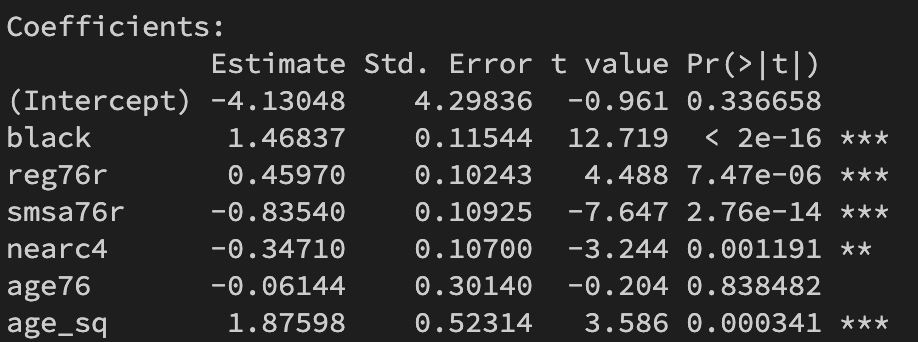 Coefficients:
Estimate Std. Error t value Pr(>|t|)
(Intercept) -4.13048 4.29836 -0.961 0.336658
black 1.46837 0.11544 12.719 < 2e-16 ***
reg76r 0.45970 0.10243 4.488 7.47e-06 ***
smsa76r -0.83540 0.10925 -7.647 2.76e-14 ***
nearc4 -0.34710 0.10700 -3.244 0.001191 **
age76 -0.06144 0.30140 -0.204 0.838482
age_sq 1.87598 0.52314 3.586 0.000341 ***